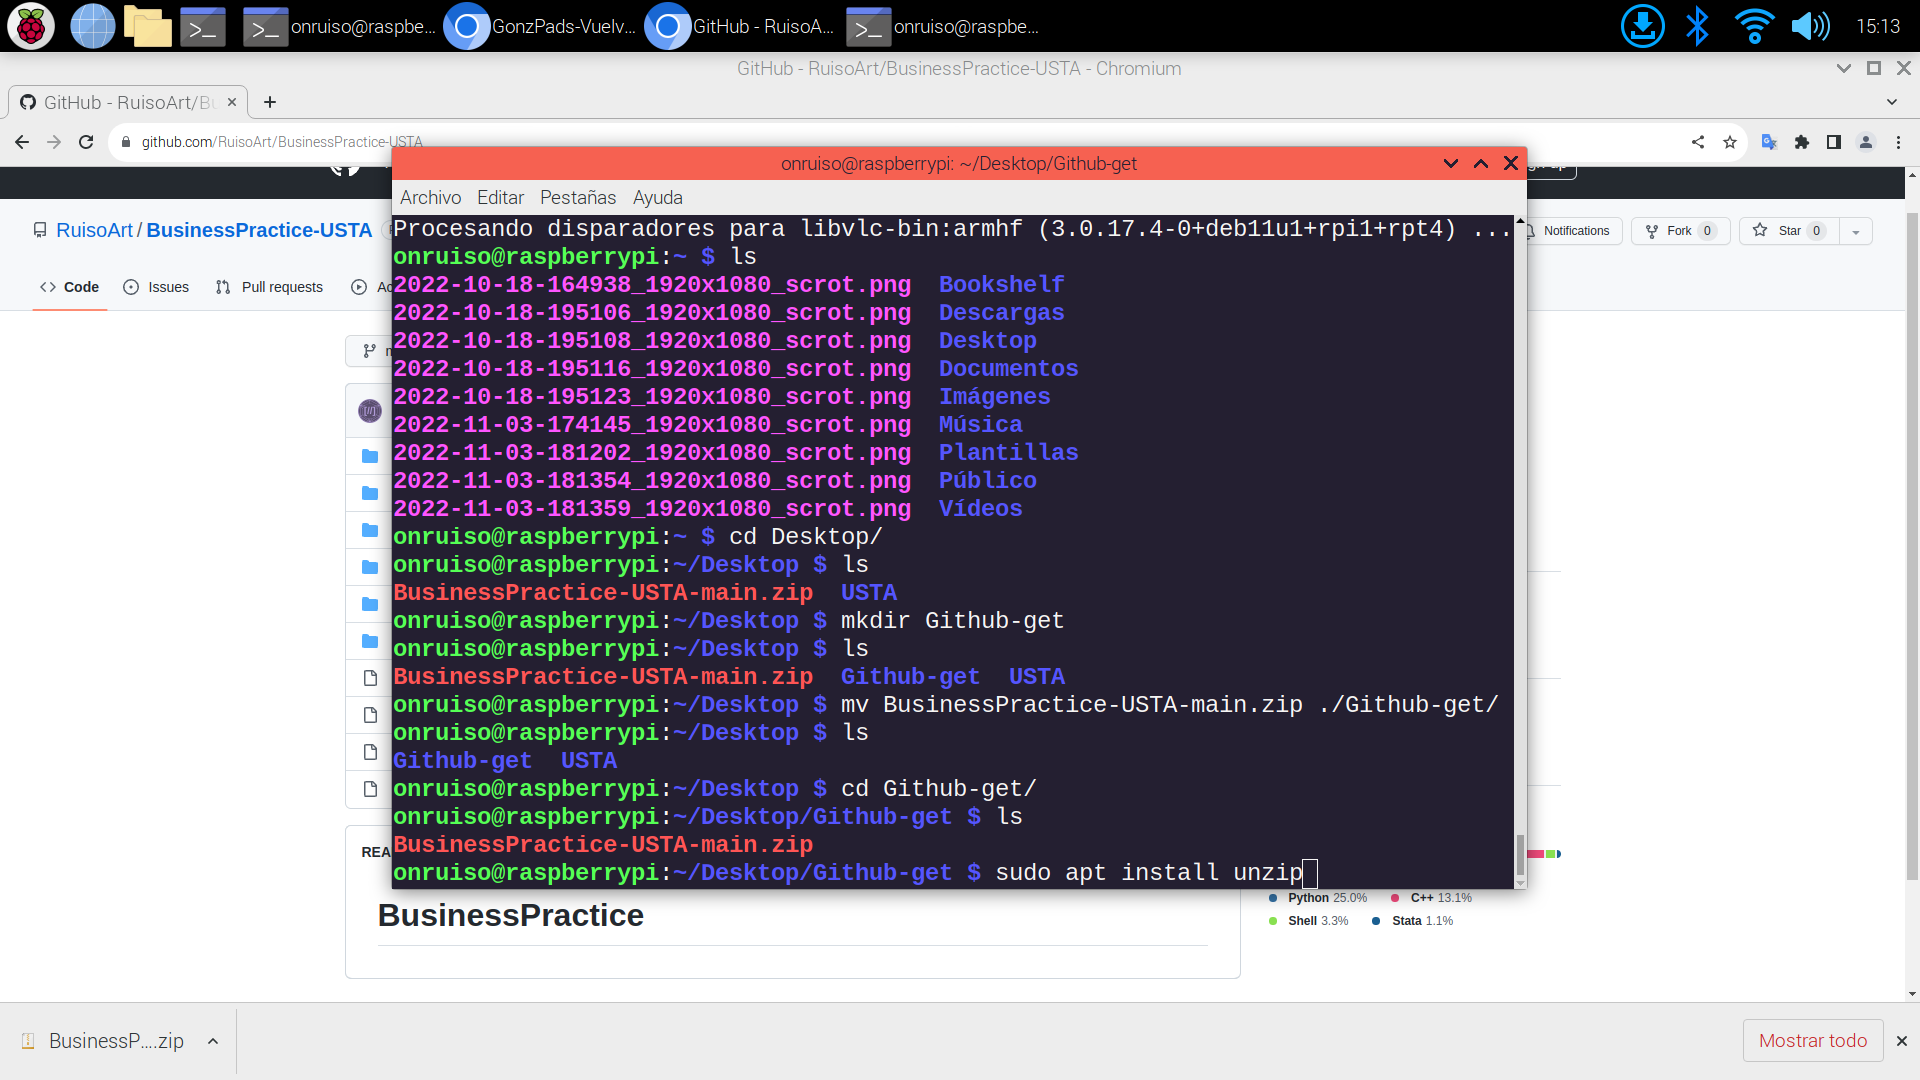 onruiso@raspbe... GonzPads-Vuelv... GitHub - RuisoA... onruiso@raspbe... 15:13
GitHub - RuisoArt/BusinessPractice-USTA - Chromium
GitHub - RuisoArt/Bu
github.com/RuisoArt/BusinessPractice-USTA
onruiso@raspberrypi: ~/Desktop/Github-get
Archivo Editar Pestañas Ayuda
RuisoArt / BusinessPractice-USTA
Notifications Fork 0 Star 0
Code Issues Pull requests Ac
Procesando disparadores para libvlc-bin:armhf (3.0.17.4-0+deb11u1+rpi1+rpt4) ...
onruiso@raspberrypi:~ $ ls
2022-10-18-164938_1920x1080_scrot.png Bookshelf
2022-10-18-195106_1920x1080_scrot.png Descargas
2022-10-18-195108_1920x1080_scrot.png Desktop
2022-10-18-195116_1920x1080_scrot.png Documentos
2022-10-18-195123_1920x1080_scrot.png Imágenes
2022-11-03-174145_1920x1080_scrot.png Música
2022-11-03-181202_1920x1080_scrot.png Plantillas
2022-11-03-181354_1920x1080_scrot.png Público
2022-11-03-181359_1920x1080_scrot.png Vídeos
onruiso@raspberrypi:~ $ cd Desktop/
onruiso@raspberrypi:~/Desktop $ ls
BusinessPractice-USTA-main.zip USTA
onruiso@raspberrypi:~/Desktop $ mkdir Github-get
onruiso@raspberrypi:~/Desktop $ ls
BusinessPractice-USTA-main.zip Github-get USTA
onruiso@raspberrypi:~/Desktop $ mv BusinessPractice-USTA-main.zip ./Github-get/
onruiso@raspberrypi:~/Desktop $ ls
Github-get USTA
onruiso@raspberrypi:~/Desktop $ cd Github-get/
onruiso@raspberrypi:~/Desktop/Github-get $ ls
BusinessPractice-USTA-main.zip
onruiso@raspberrypi:~/Desktop/Github-get $ sudo apt install unzip
REA
BusinessPractice
Python 25.0% C++ 13.1%
Shell 3.3% Stata 1.1%
BusinessP....zip
Mostrar todo